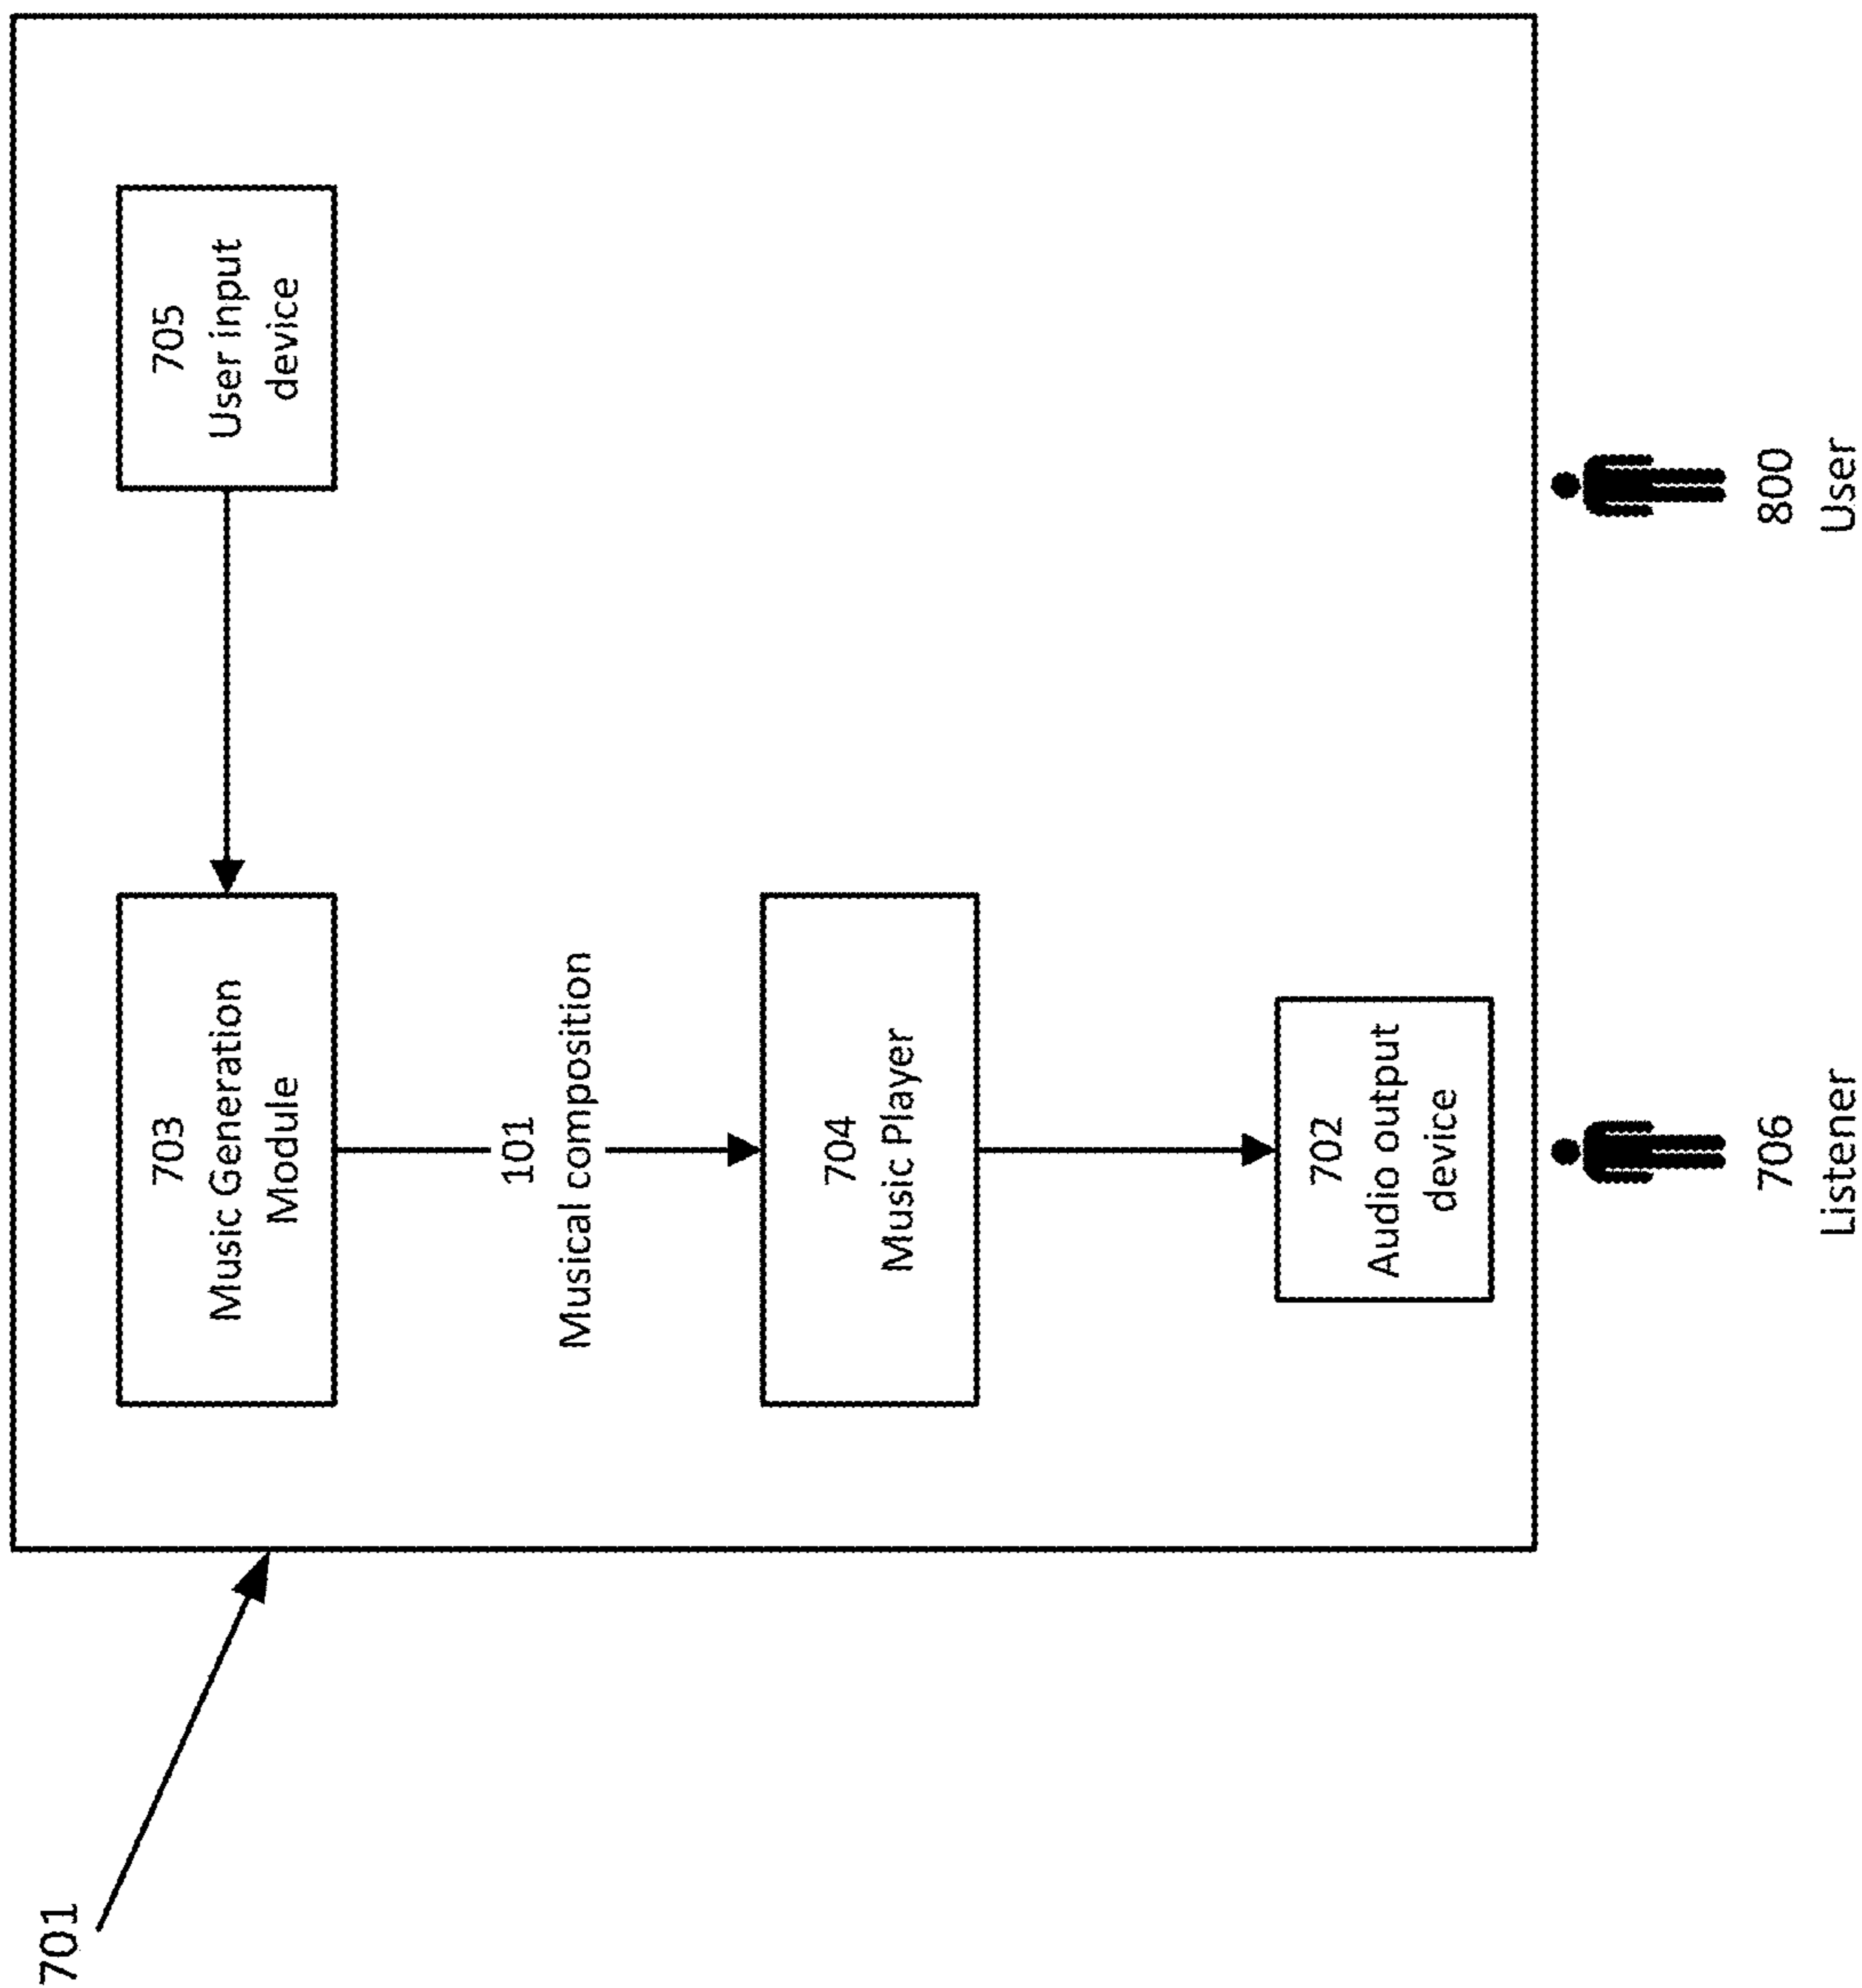 701
703
Music Generation
Module
705
User input
device
101
Musical composition
704
Music Player
702
Audio output
device
706
Listener
800
User